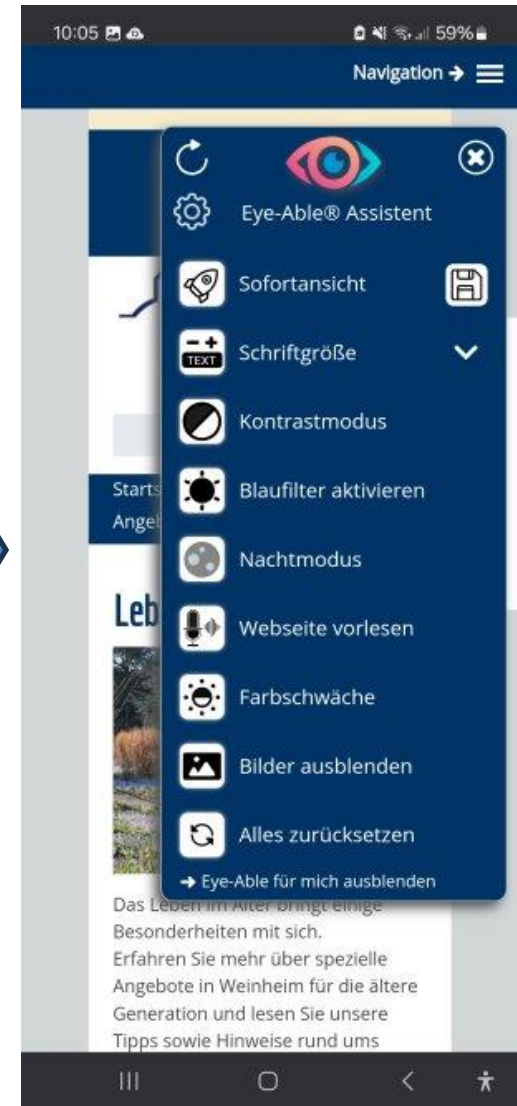 10:05
59%
Navigation →
Eye-Able® Assistent
Sofortansicht
Schriftgröße
TEXT
Kontrastmodus
Starts
Blaufilter aktivieren
Ange
Nachtmodus
Leb
Webseite vorlesen
Farbschwäche
Bilder ausblenden
Alles zurücksetzen
→ Eye-Able für mich ausblenden
Das Leben im Alter bringt einige
Besonderheiten mit sich.
Erfahren Sie mehr über spezielle
Angebote in Weinheim für die ältere
Generation und lesen Sie unsere
Tipps sowie Hinweise rund ums